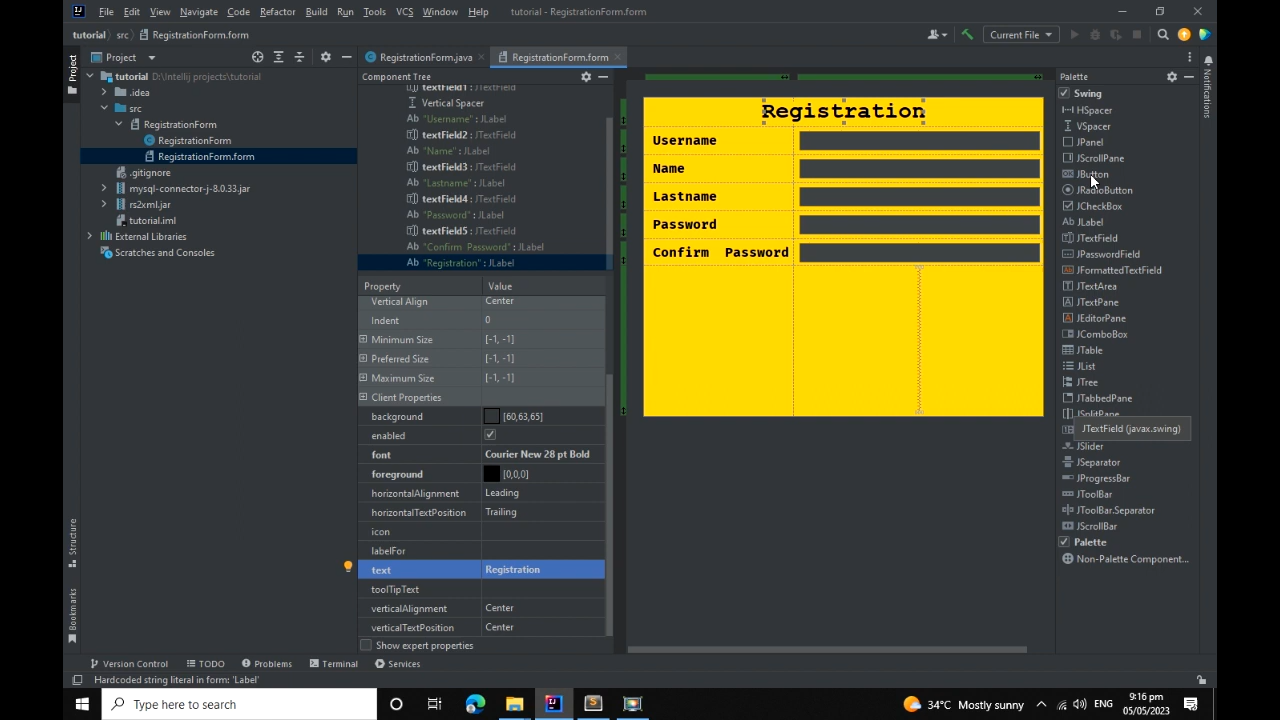 File Edit View Navigate Code Refactor Build Run Tools VCS Window Help tutorial - RegistrationForm.form
tutorial src RegistrationForm.form Current File
Project RegistrationForm.java RegistrationForm.form
tutorial D:\Intellij projects\tutorial
.idea
src
RegistrationForm
RegistrationForm
RegistrationForm.form
.gitignore
mysql-connector-j-8.0.33.jar
rs2xml.jar
tutorial.iml
External Libraries
Scratches and Consoles
Project
Structure
Bookmarks
Component Tree
textField1 : JTextField
Vertical Spacer
"Username" : JLabel
textField2 : JTextField
"Name" : JLabel
textField3 : JTextField
"Lastname" : JLabel
textField4 : JTextField
"Password" : JLabel
textField5 : JTextField
"Confirm Password" : JLabel
"Registration" : JLabel
Property Value
Vertical Align Center
Indent 0
Minimum Size [-1, -1]
Preferred Size [-1, -1]
Maximum Size [-1, -1]
Client Properties
background [60,63,65]
enabled
font Courier New 28 pt Bold
foreground [0,0,0]
horizontalAlignment Leading
horizontalTextPosition Trailing
icon
labelFor
text Registration
toolTipText
verticalAlignment Center
verticalTextPosition Center
Show expert properties
Registration
Username
Name
Lastname
Password
Confirm Password
Palette
Swing
HSpacer
VSpacer
JPanel
JScrollPane
JButton
JRadioButton
JCheckBox
JLabel
JTextField
JPasswordField
JFormattedTextField
JTextArea
JTextPane
JEditorPane
JComboBox
JTable
JList
JTree
JTabbedPane
JSplitPane
JTextField (javax.swing)
JSlider
JSeparator
JProgressBar
JToolBar
JToolBar.Separator
JScrollBar
Palette
Non-Palette Component...
Notifications
Version Control TODO Problems Terminal Services
Hardcoded string literal in form: 'Label'
Type here to search
34°C Mostly sunny ENG 9:16 pm
05/05/2023